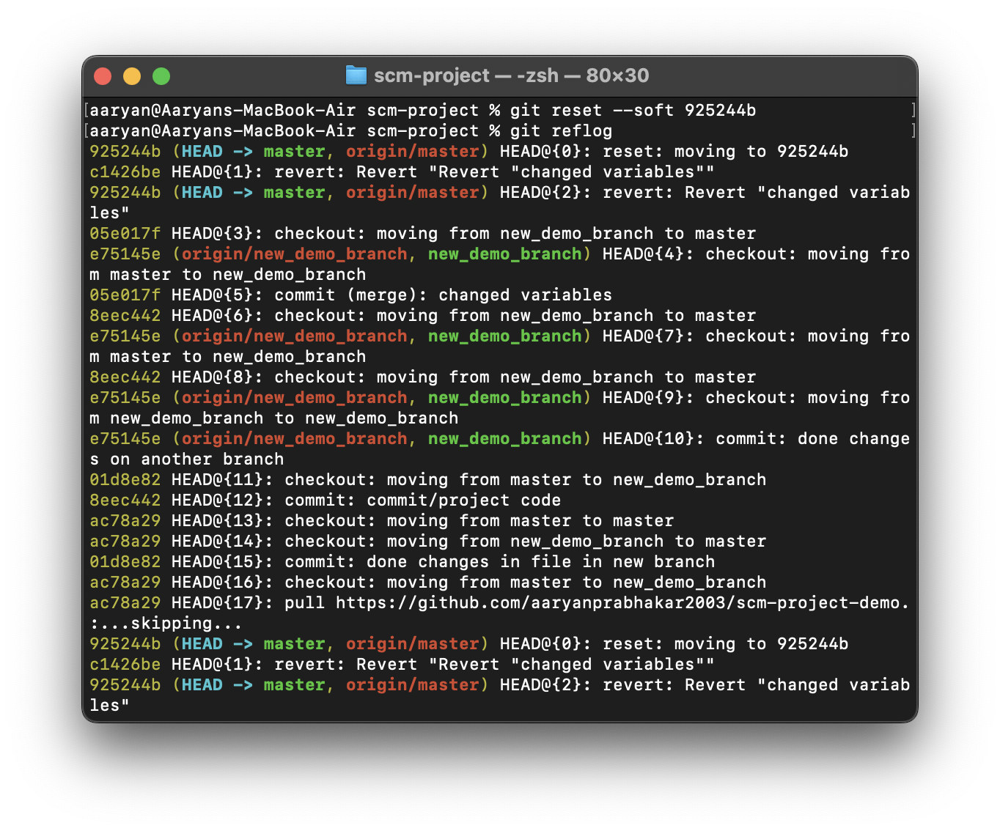 scm-project — -zsh — 80×30
[aaryan@Aaryans-MacBook-Air scm-project % git reset --soft 925244b ]
[aaryan@Aaryans-MacBook-Air scm-project % git reflog ]
925244b (HEAD -> master, origin/master) HEAD@{0}: reset: moving to 925244b
c1426be HEAD@{1}: revert: Revert "Revert "changed variables""
925244b (HEAD -> master, origin/master) HEAD@{2}: revert: Revert "changed variab
les"
05e017f HEAD@{3}: checkout: moving from new_demo_branch to master
e75145e (origin/new_demo_branch, new_demo_branch) HEAD@{4}: checkout: moving fro
m master to new_demo_branch
05e017f HEAD@{5}: commit (merge): changed variables
8eec442 HEAD@{6}: checkout: moving from new_demo_branch to master
e75145e (origin/new_demo_branch, new_demo_branch) HEAD@{7}: checkout: moving fro
m master to new_demo_branch
8eec442 HEAD@{8}: checkout: moving from new_demo_branch to master
e75145e (origin/new_demo_branch, new_demo_branch) HEAD@{9}: checkout: moving fro
m new_demo_branch to new_demo_branch
e75145e (origin/new_demo_branch, new_demo_branch) HEAD@{10}: commit: done change
s on another branch
01d8e82 HEAD@{11}: checkout: moving from master to new_demo_branch
8eec442 HEAD@{12}: commit: commit/project code
ac78a29 HEAD@{13}: checkout: moving from master to master
ac78a29 HEAD@{14}: checkout: moving from new_demo_branch to master
01d8e82 HEAD@{15}: commit: done changes in file in new branch
ac78a29 HEAD@{16}: checkout: moving from master to new_demo_branch
ac78a29 HEAD@{17}: pull https://github.com/aaryanprabhakar2003/scm-project-demo.
:...skipping...
925244b (HEAD -> master, origin/master) HEAD@{0}: reset: moving to 925244b
c1426be HEAD@{1}: revert: Revert "Revert "changed variables""
925244b (HEAD -> master, origin/master) HEAD@{2}: revert: Revert "changed variab
les"